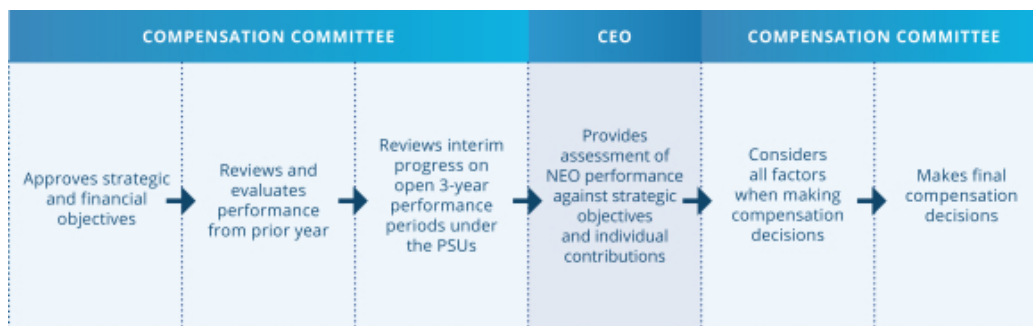 COMPENSATION COMMITTEE
CEO
COMPENSATION COMMITTEE
Approves strategic
and financial
objectives
Reviews and
evaluates
performance
from prior year
Reviews interim
progress on
open 3-year
performance
periods under
the PSUs
Provides
assessment of
NEO performance
against strategic
objectives
and individual
contributions
Considers
all factors
when making
compensation
decisions
Makes final
compensation
decisions